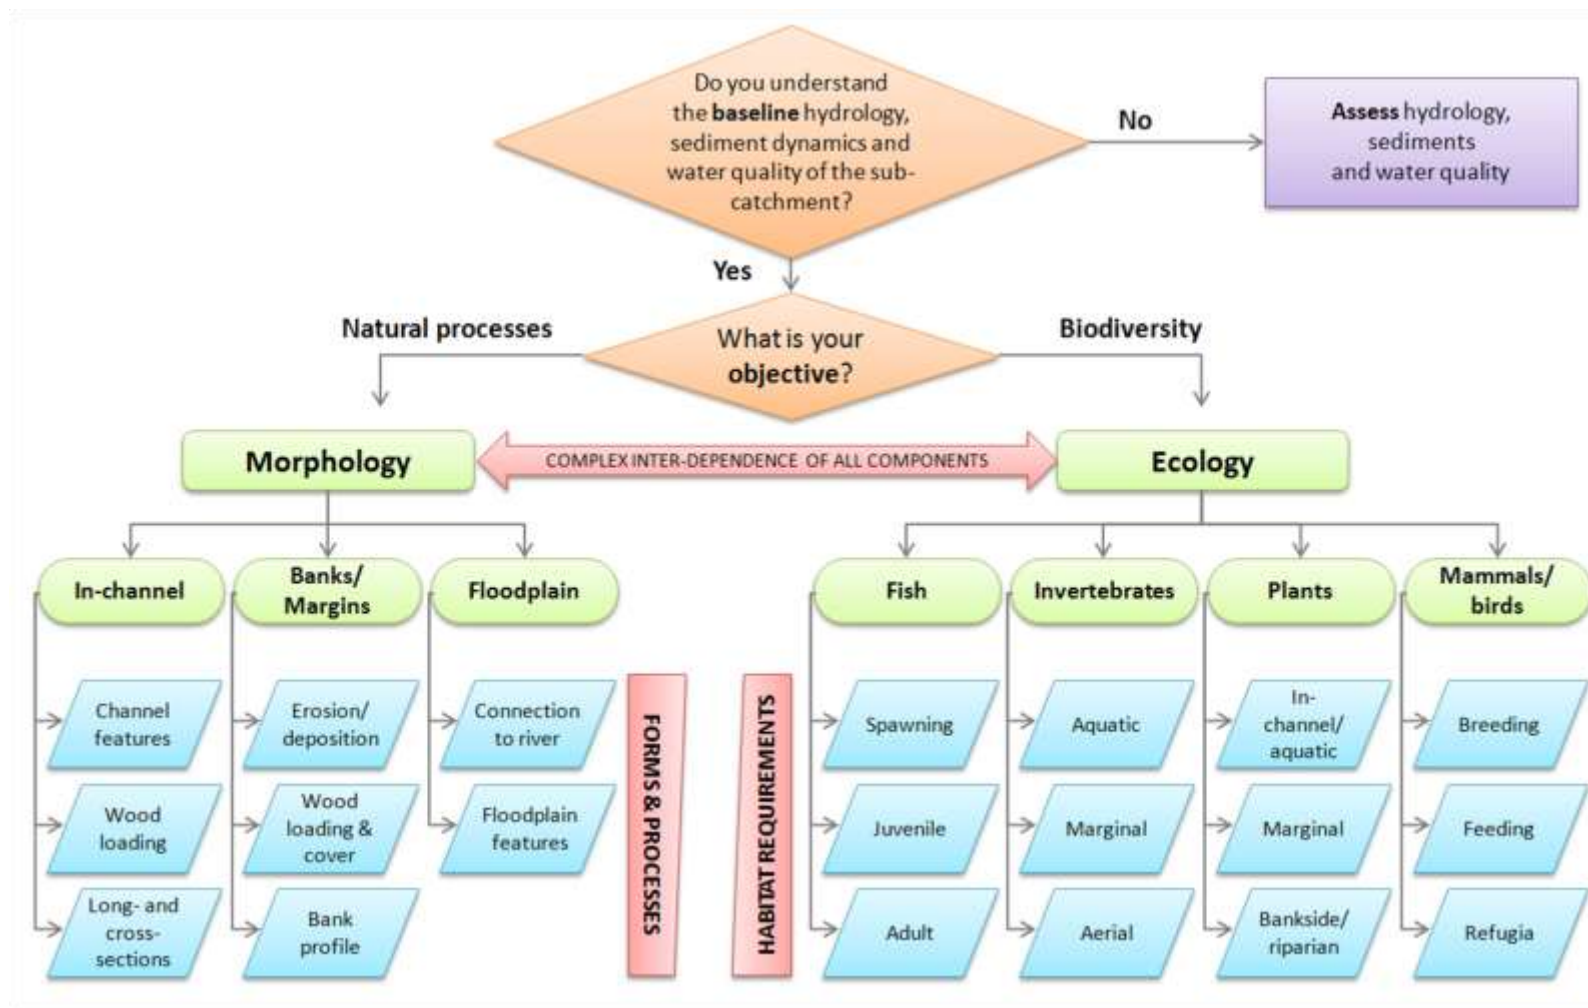 Do you understand
the baseline hydrology,
sediment dynamics and
water quality of the sub-
catchment?
No
Assess hydrology,
sediments
and water quality
Yes
Natural processes
What is your
objective?
Biodiversity
Morphology
COMPLEX INTER-DEPENDENCE OF ALL COMPONENTS
Ecology
In-channel
Banks/
Margins
Floodplain
Fish
Invertebrates
Plants
Mammals/
birds
Channel
features
Wood
loading
Long- and
cross-
sections
Erosion/
deposition
Wood
loading &
cover
Bank
profile
Connection
to river
Floodplain
features
FORMS & PROCESSES
HABITAT REQUIREMENTS
Spawning
Juvenile
Adult
Aquatic
Marginal
Aerial
In-
channel/
aquatic
Marginal
Bankside/
riparian
Breeding
Feeding
Refugia